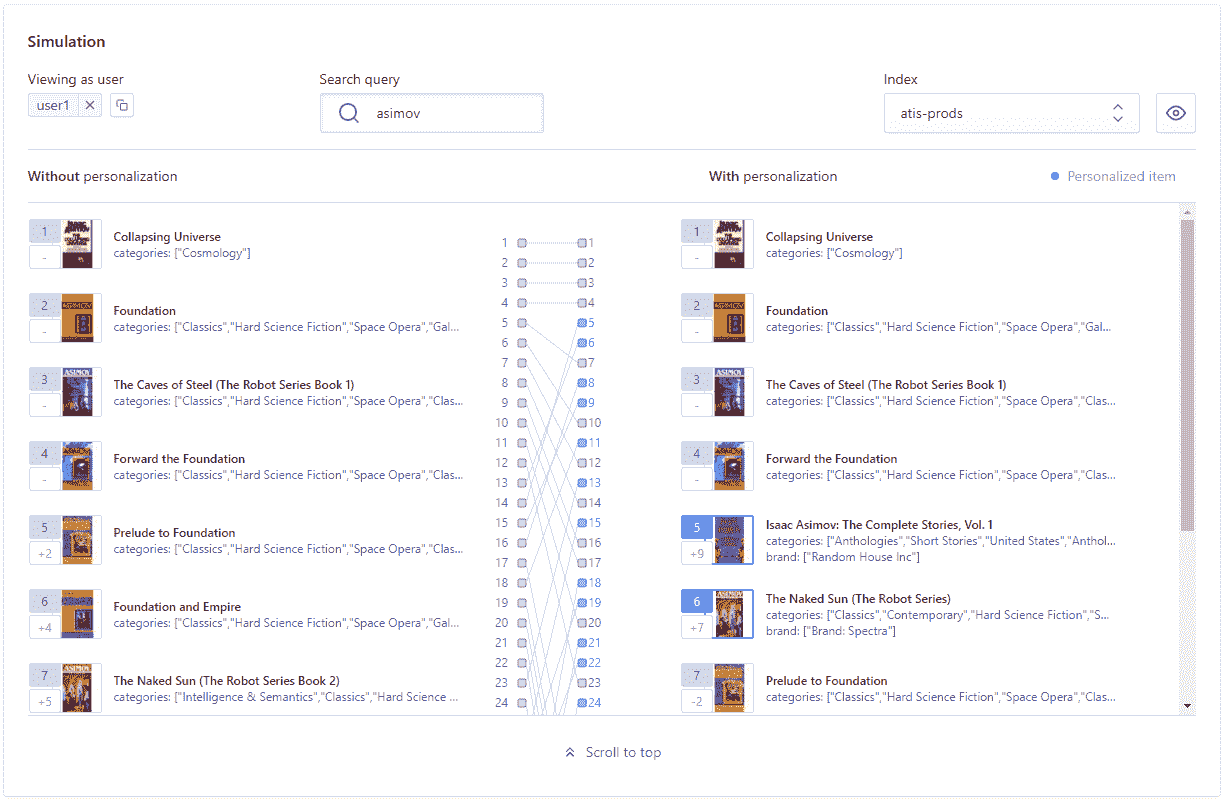 Simulation
Viewing as user
Search query
Index
user1
asimov
atis-prods
Without personalization
With personalization
Personalized item
1
-
Collapsing Universe
categories: ["Cosmology"]
2
-
Foundation
categories: ["Classics","Hard Science Fiction","Space Opera","Gal...
3
-
The Caves of Steel (The Robot Series Book 1)
categories: ["Classics","Hard Science Fiction","Space Opera","Clas...
4
-
Forward the Foundation
categories: ["Classics","Hard Science Fiction","Space Opera","Clas...
5
+2
Prelude to Foundation
categories: ["Classics","Hard Science Fiction","Space Opera","Clas...
6
+4
Foundation and Empire
categories: ["Classics","Hard Science Fiction","Space Opera","Gal...
7
+5
The Naked Sun (The Robot Series Book 2)
categories: ["Intelligence & Semantics","Classics","Hard Science ...
1 1
2 2
3 3
4 4
5 5
6 6
7 7
8 8
9 9
10 10
11 11
12 12
13 13
14 14
15 15
16 16
17 17
18 18
19 19
20 20
21 21
22 22
23 23
24 24
1
-
Collapsing Universe
categories: ["Cosmology"]
2
-
Foundation
categories: ["Classics","Hard Science Fiction","Space Opera","Gal...
3
-
The Caves of Steel (The Robot Series Book 1)
categories: ["Classics","Hard Science Fiction","Space Opera","Clas...
4
-
Forward the Foundation
categories: ["Classics","Hard Science Fiction","Space Opera","Clas...
5
+9
Isaac Asimov: The Complete Stories, Vol. 1
categories: ["Anthologies","Short Stories","United States","Anthol...
brand: ["Random House Inc"]
6
+7
The Naked Sun (The Robot Series)
categories: ["Classics","Contemporary","Hard Science Fiction","S...
brand: ["Brand: Spectra"]
7
-2
Prelude to Foundation
categories: ["Classics","Hard Science Fiction","Space Opera","Clas...
Scroll to top